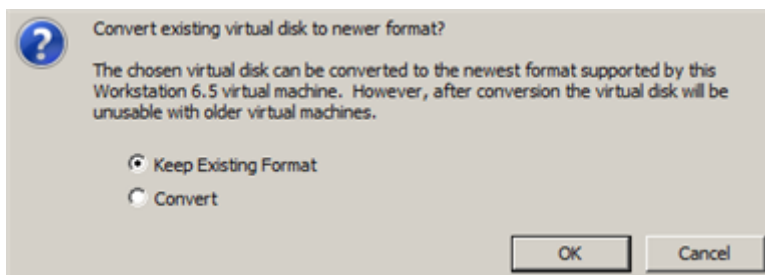 Convert existing virtual disk to newer format?
The chosen virtual disk can be converted to the newest format supported by this
Workstation 6.5 virtual machine.  However, after conversion the virtual disk will be
unusable with older virtual machines.
Keep Existing Format
Convert
OK
Cancel